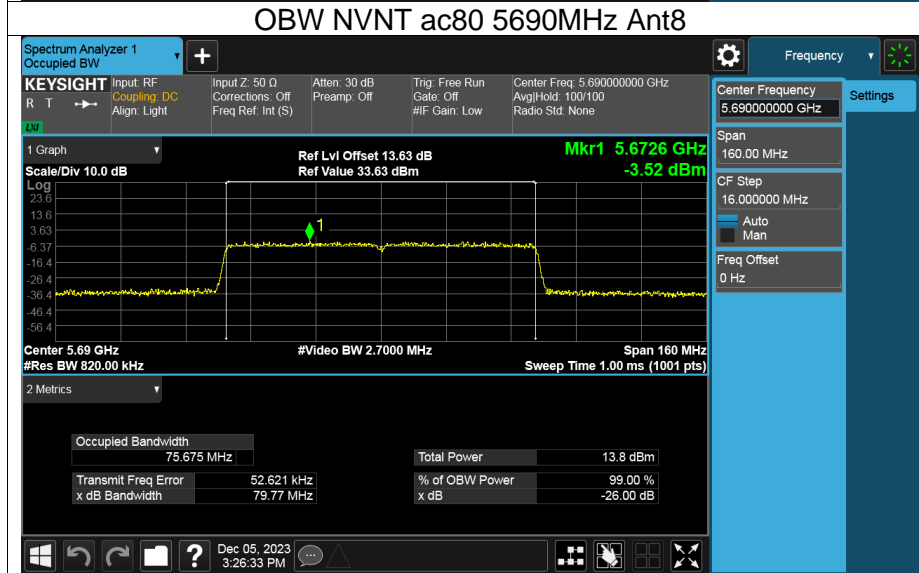 OBW NVNT ac80 5690MHz Ant8
Spectrum Analyzer 1
Occupied BW
+
Frequency
KEYSIGHT
R T
LXI
Input: RF
Coupling: DC
Align: Light
Input Z: 50 Ω
Corrections: Off
Freq Ref: Int (S)
Atten: 30 dB
Preamp: Off
Trig: Free Run
Gate: Off
#IF Gain: Low
Center Freq: 5.690000000 GHz
Avg|Hold: 100/100
Radio Std: None
Center Frequency
5.690000000 GHz
Settings
Span
160.00 MHz
CF Step
16.000000 MHz
Auto
Man
Freq Offset
0 Hz
1 Graph
Scale/Div 10.0 dB
Ref Lvl Offset 13.63 dB
Ref Value 33.63 dBm
Mkr1 5.6726 GHz
-3.52 dBm
Log
23.6
13.6
3.63
-6.37
-16.4
-26.4
-36.4
-46.4
-56.4
1
Center 5.69 GHz
#Video BW 2.7000 MHz
Span 160 MHz
#Res BW 820.00 kHz
Sweep Time 1.00 ms (1001 pts)
2 Metrics
Occupied Bandwidth
75.675 MHz
Total Power 13.8 dBm
Transmit Freq Error 52.621 kHz
% of OBW Power 99.00 %
x dB Bandwidth 79.77 MHz
x dB -26.00 dB
?
Dec 05, 2023
3:26:33 PM